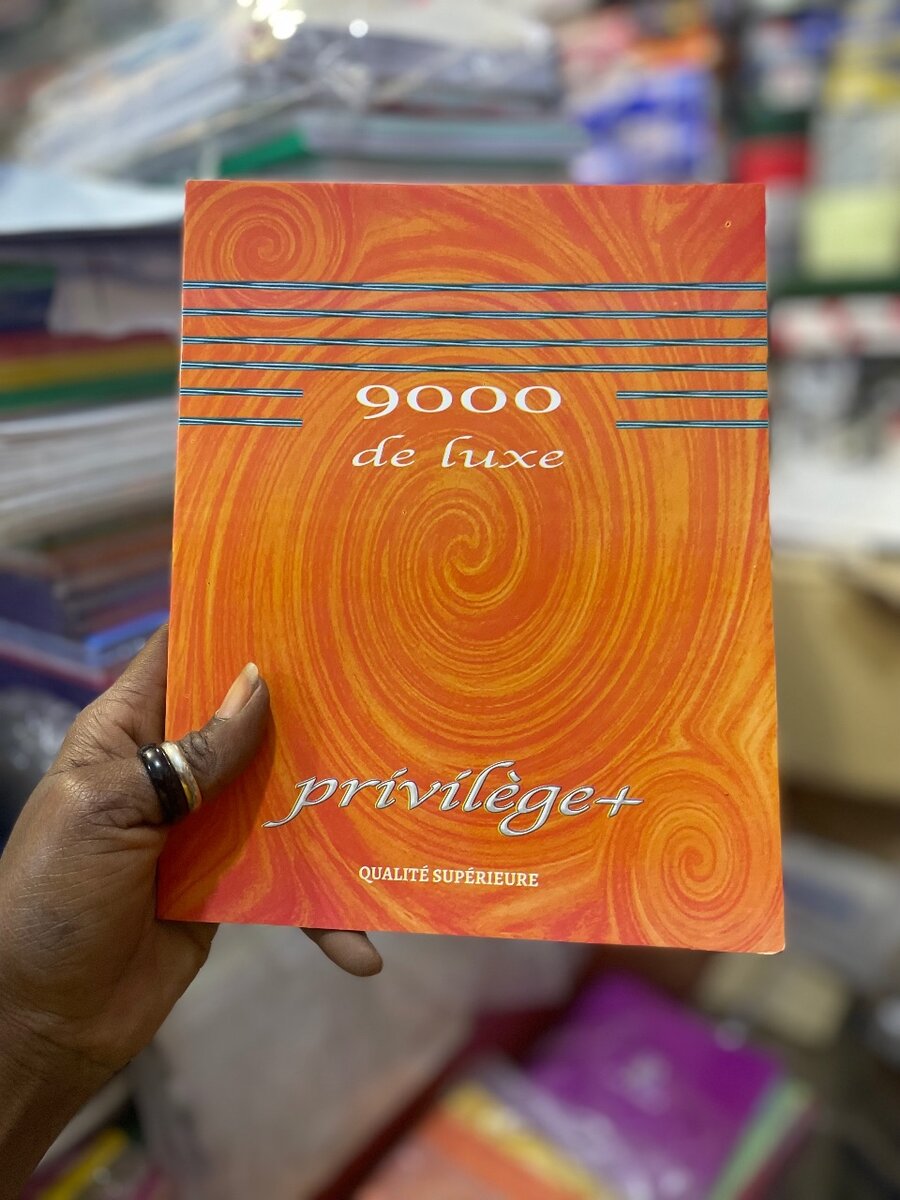 9000
de luxe
privilège+
QUALITÉ SUPÉRIEURE